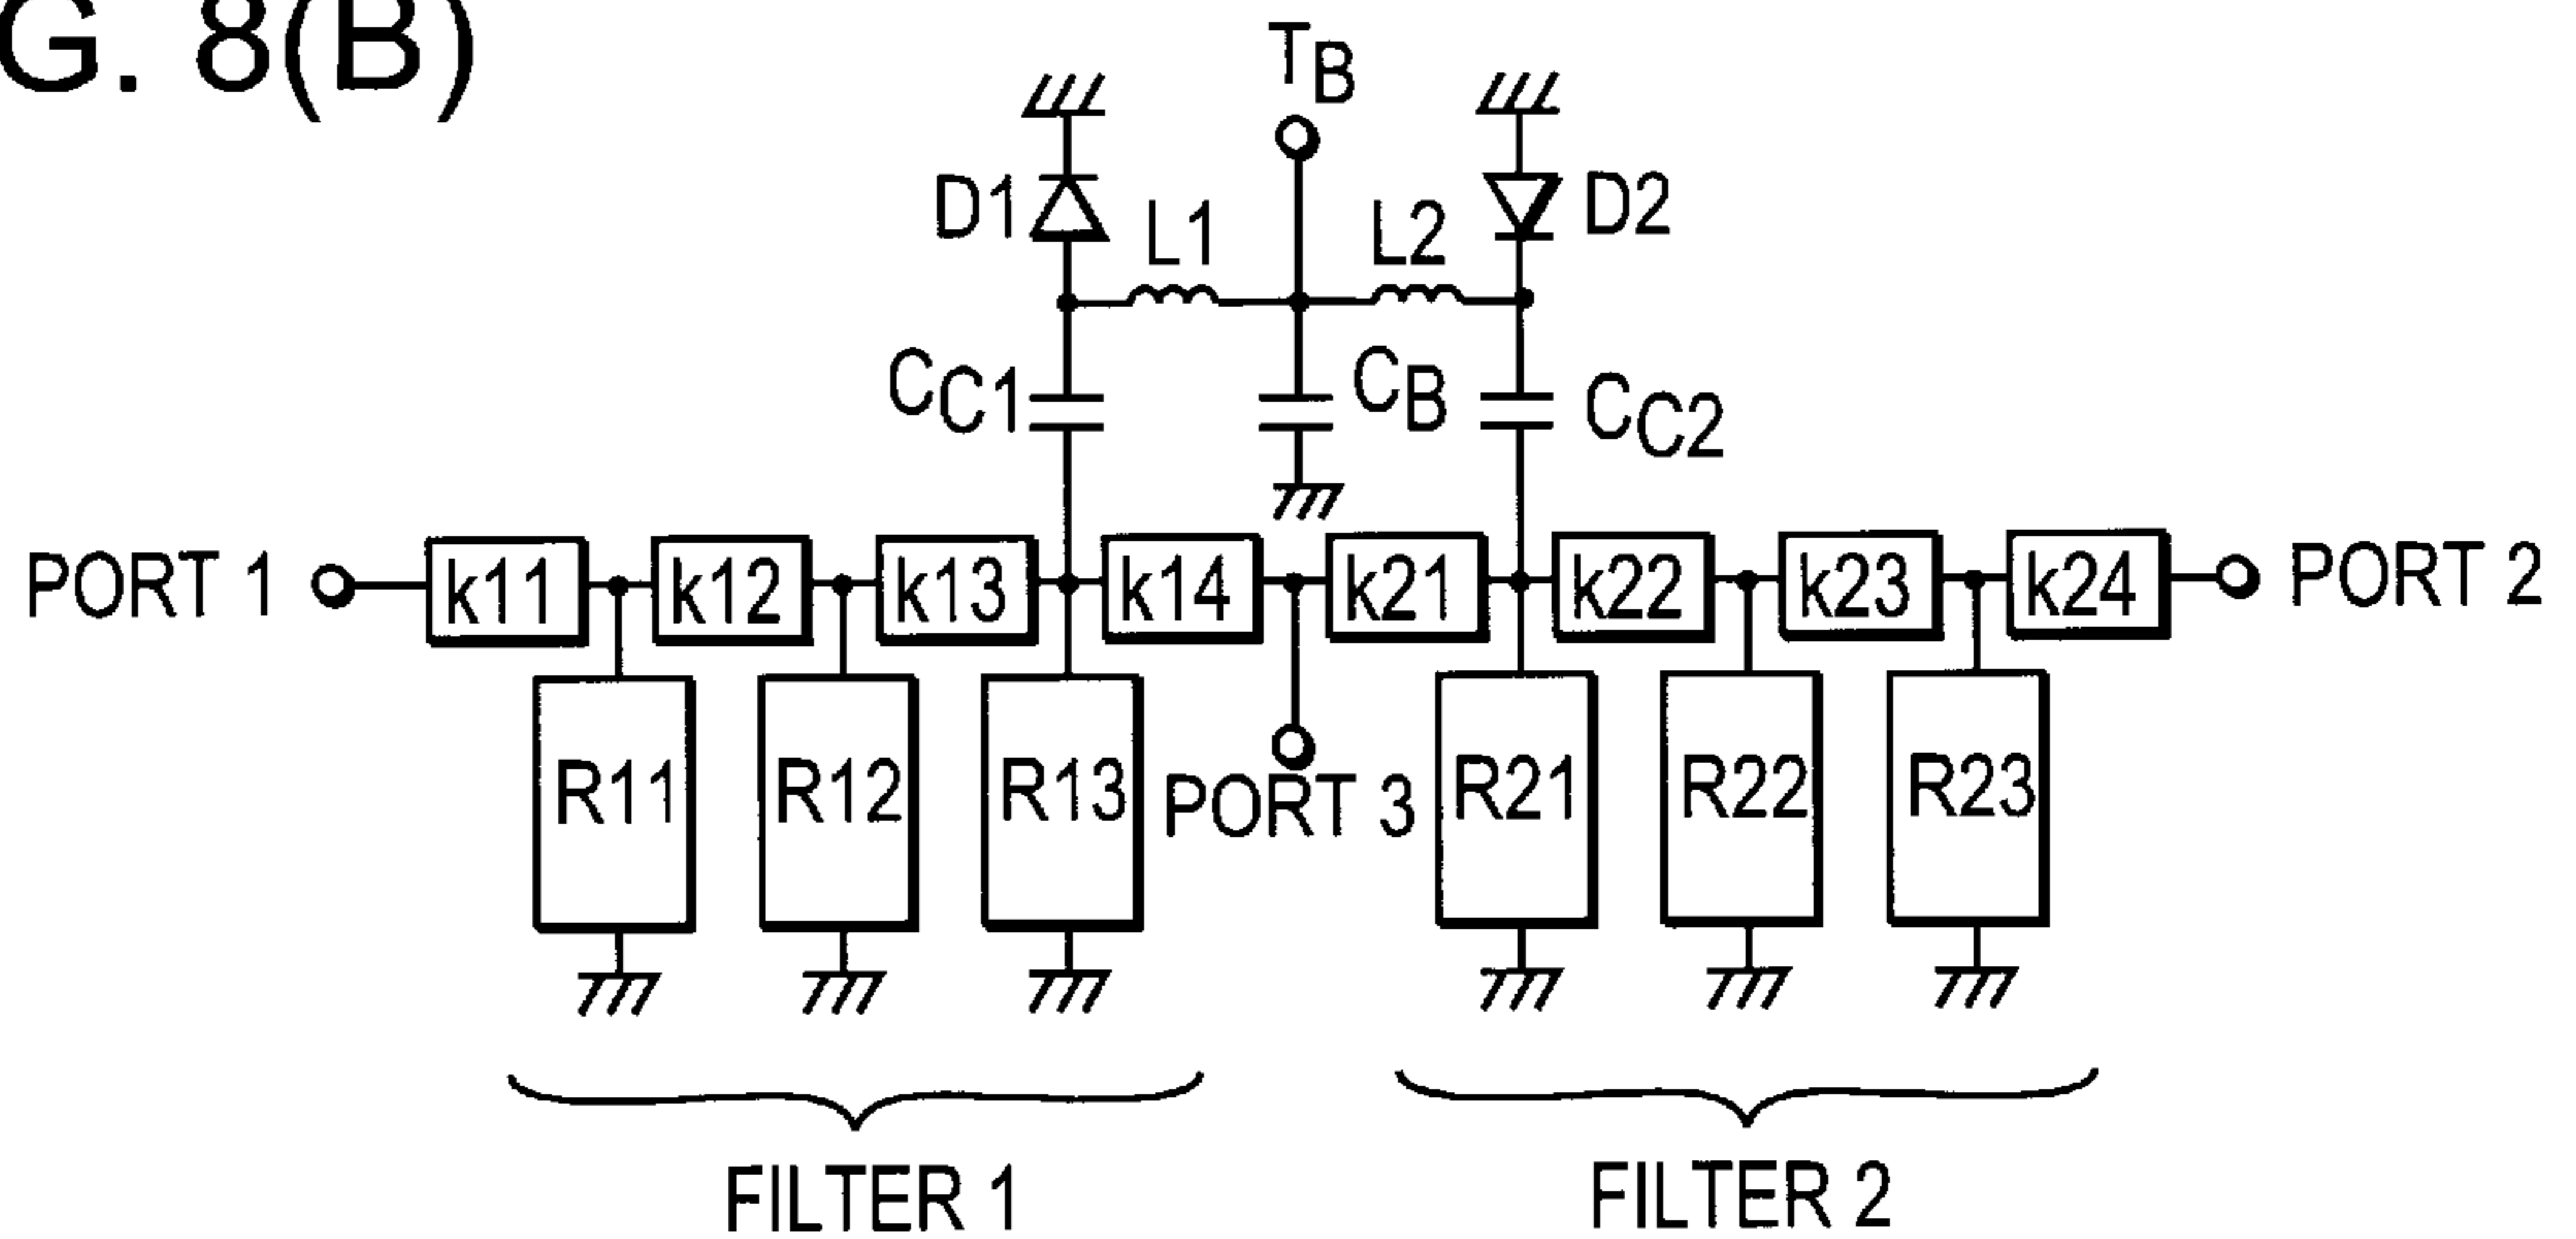 G. 8(B)
TB
D1
L1
L2
D2
CC1
CB
CC2
PORT 1
k11
k12
k13
k14
k21
k22
k23
k24
PORT 2
R11
R12
R13
PORT 3
R21
R22
R23
FILTER 1
FILTER 2